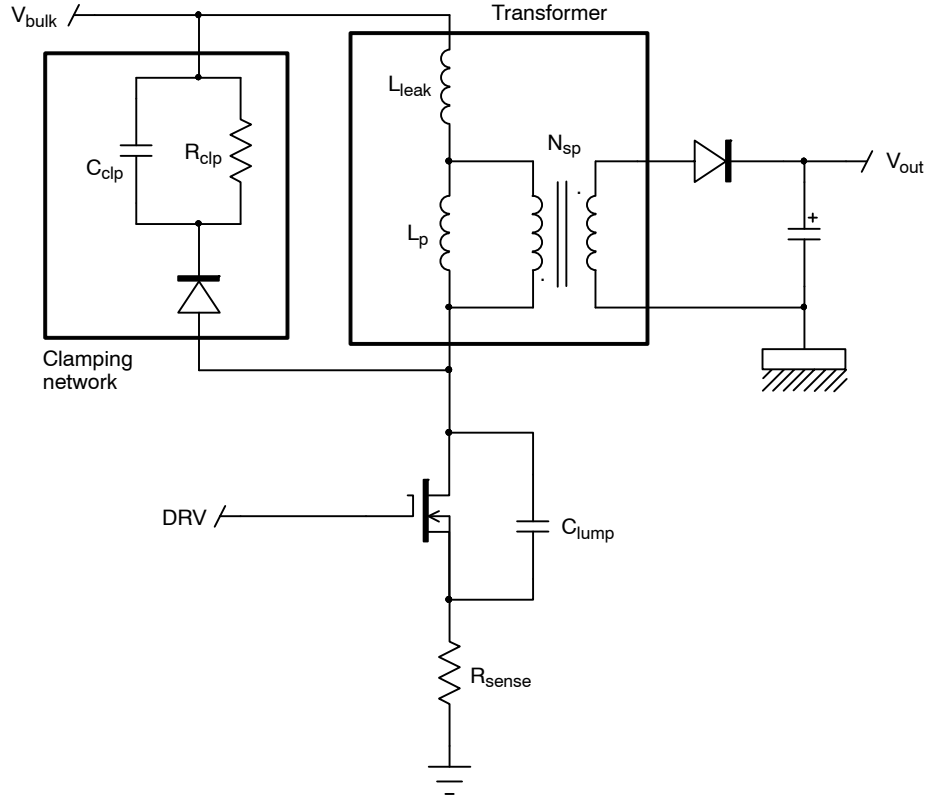 Transformer
V_bulk
L_leak
N_sp
C_clp
R_clp
V_out
L_p
+
Clamping
network
DRV
C_lump
R_sense